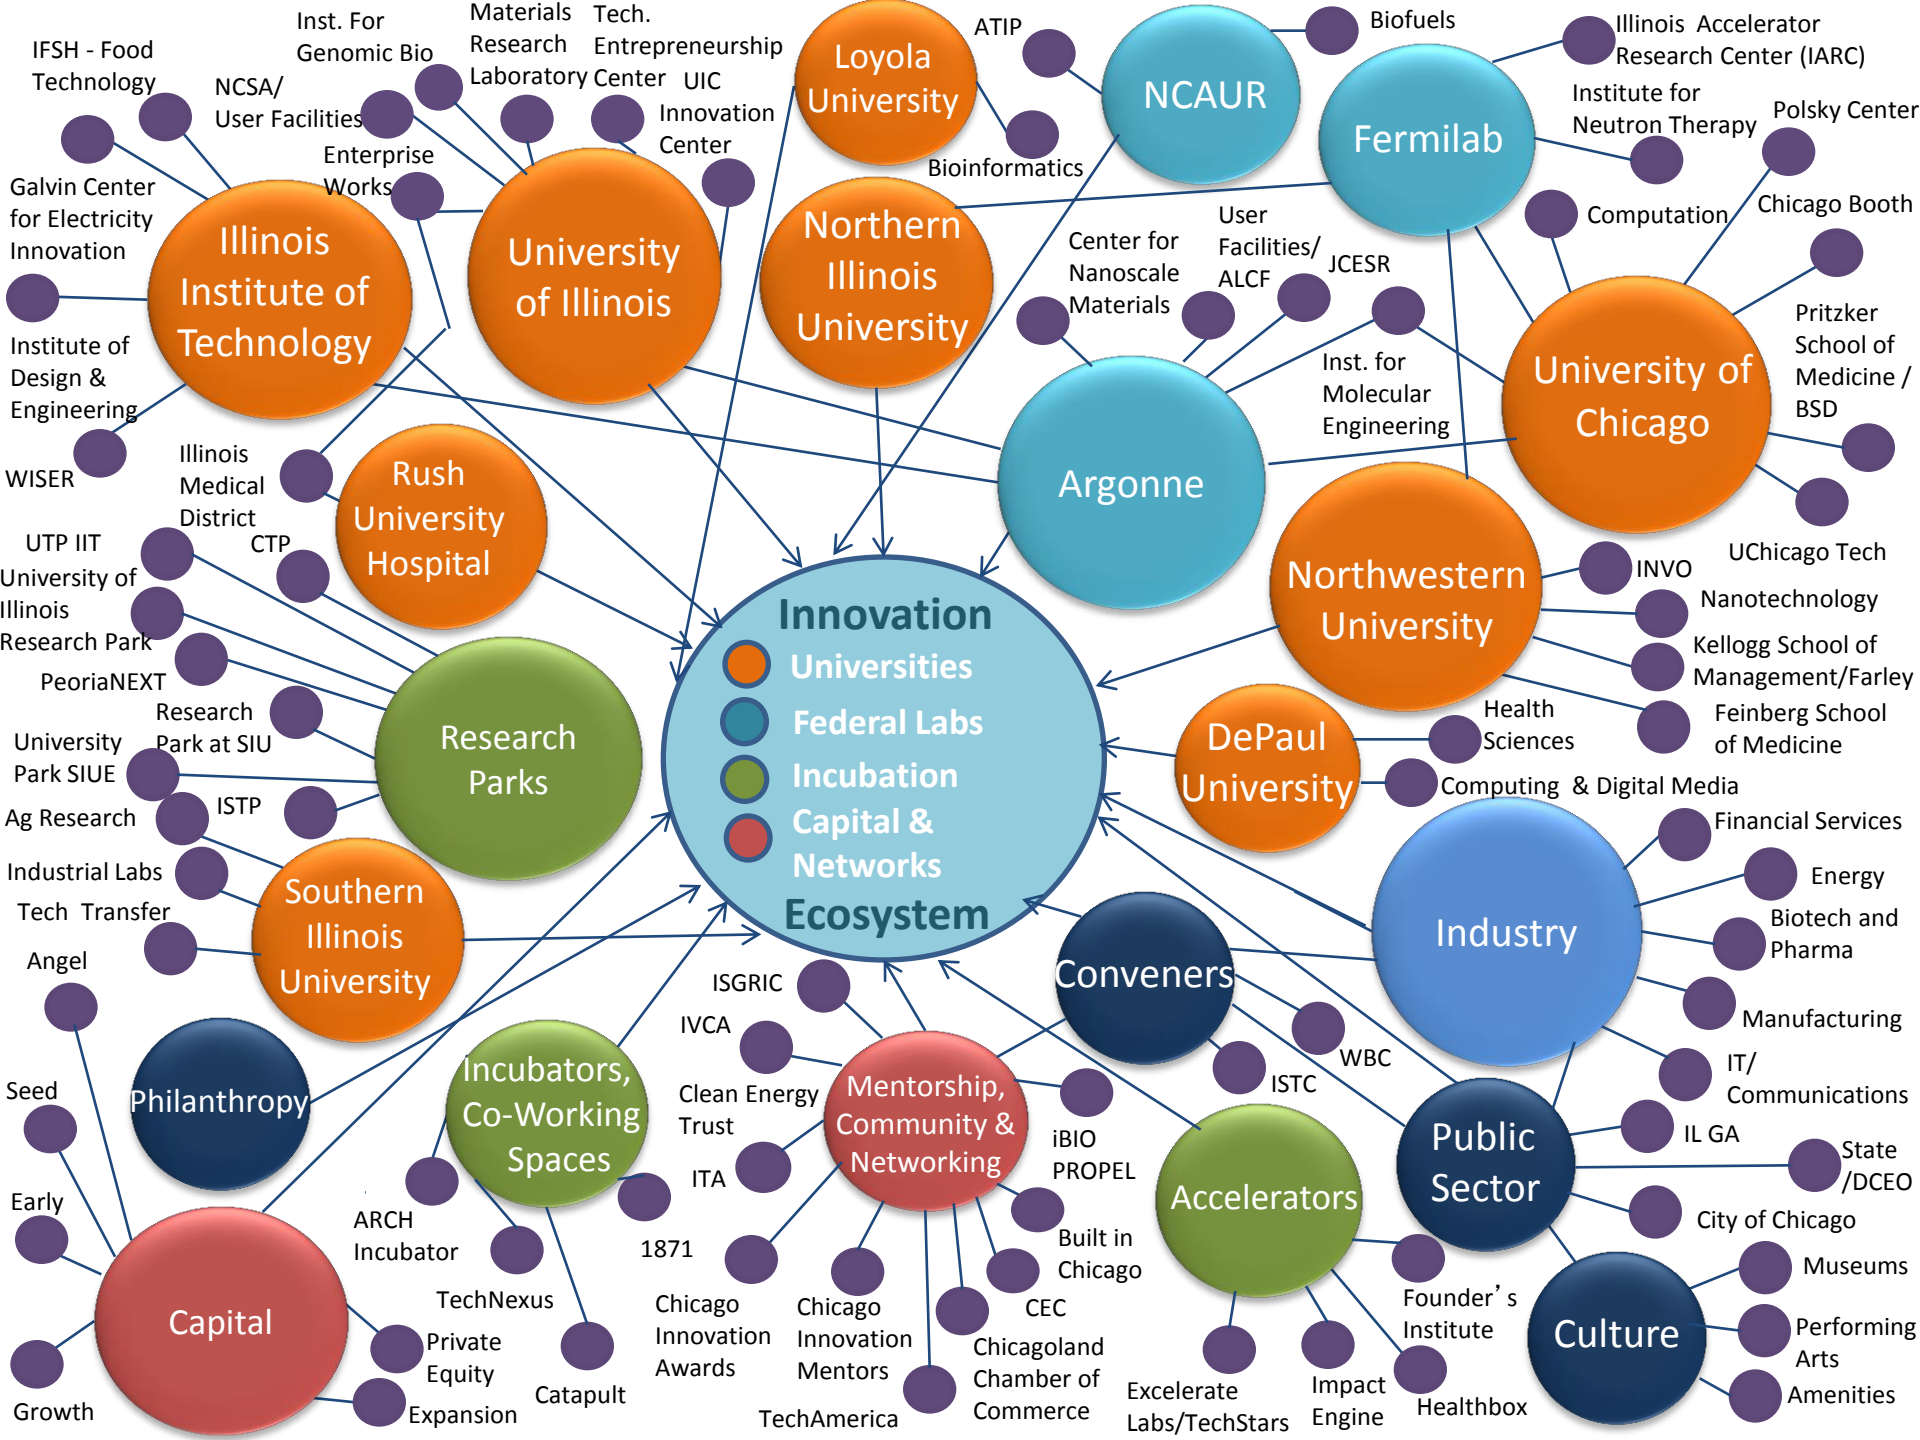 IFSH - Food
Technology
Inst. For
Genomic Bio
Materials
Research
Laboratory
Tech.
Entrepreneurship
Center
UIC
Innovation
Center
NCSA/
User Facilities
Enterprise
Works
Galvin Center
for Electricity
Innovation
Institute of
Design &
Engineering
WISER
Illinois
Institute of
Technology
University
of Illinois
Loyola
University
Bioinformatics
Northern
Illinois
University
ATIP
NCAUR
Biofuels
Fermilab
Illinois Accelerator
Research Center (IARC)
Institute for
Neutron Therapy
Polsky Center
Computation
Chicago Booth
Pritzker
School of
Medicine /
BSD
University of
Chicago
UChicago Tech
Center for
Nanoscale
Materials
User
Facilities/
ALCF
JCESR
Inst. for
Molecular
Engineering
Argonne
Illinois
Medical
District
Rush
University
Hospital
UTP IIT
CTP
University of
Illinois
Research Park
PeoriaNEXT
Research
Park at SIU
University
Park SIUE
ISTP
Research
Parks
Innovation
Universities
Federal Labs
Incubation
Capital &
Networks
Ecosystem
Northwestern
University
INVO
Nanotechnology
Kellogg School of
Management/Farley
Feinberg School
of Medicine
DePaul
University
Health
Sciences
Computing & Digital Media
Ag Research
Industrial Labs
Tech Transfer
Southern
Illinois
University
Industry
Financial Services
Energy
Biotech and
Pharma
Manufacturing
IT/
Communications
Conveners
WBC
ISTC
Philanthropy
Angel
Seed
Early
Growth
Capital
Private
Equity
Expansion
Incubators,
Co-Working
Spaces
ARCH
Incubator
TechNexus
Catapult
1871
ISGRIC
IVCA
Clean Energy
Trust
ITA
Mentorship,
Community &
Networking
iBIO
PROPEL
Built in
Chicago
CEC
Chicagoland
Chamber of
Commerce
TechAmerica
Chicago
Innovation
Mentors
Chicago
Innovation
Awards
Accelerators
Founder’s
Institute
Healthbox
Impact
Engine
Excelerate
Labs/TechStars
Public
Sector
IL GA
State
/DCEO
City of Chicago
Culture
Museums
Performing
Arts
Amenities